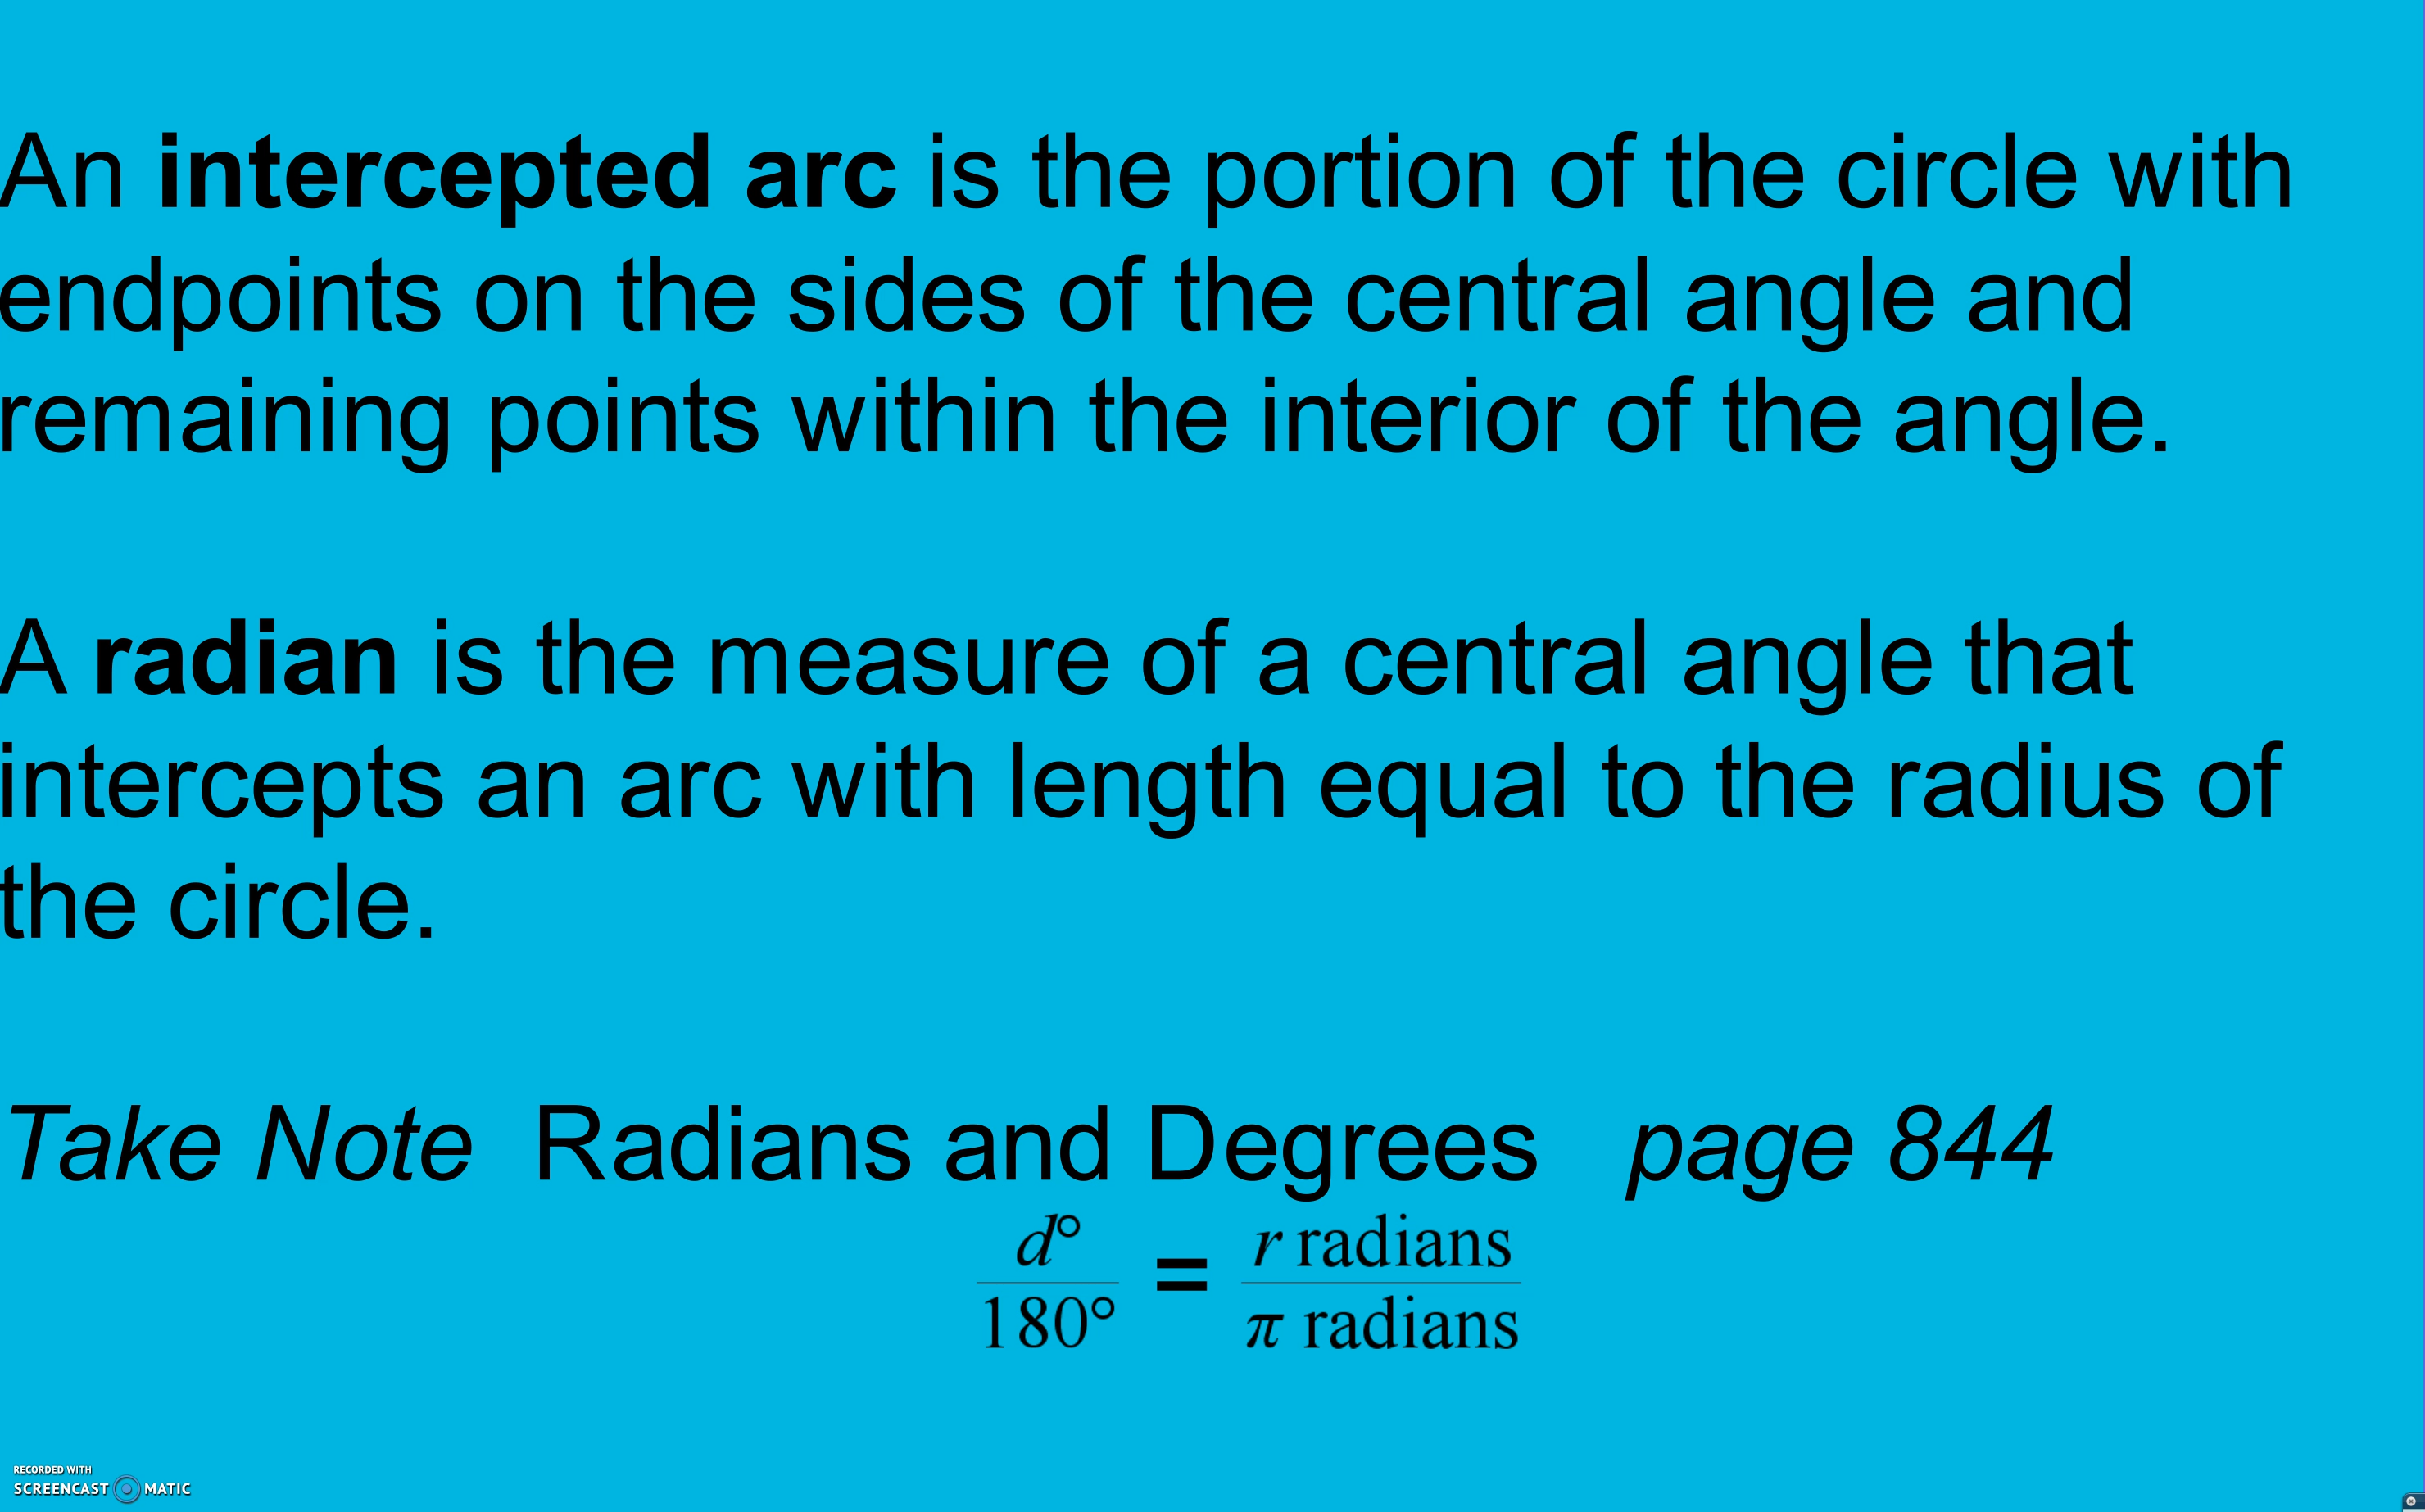 An intercepted arc is the portion of the circle with
endpoints on the sides of the central angle and
remaining points within the interior of the angle.
A radian is the measure of a central angle that
intercepts an arc with length equal to the radius of
the circle.
Take Note Radians and Degrees page 844
d° / 180° = r radians / π radians
RECORDED WITH
SCREENCAST MATIC